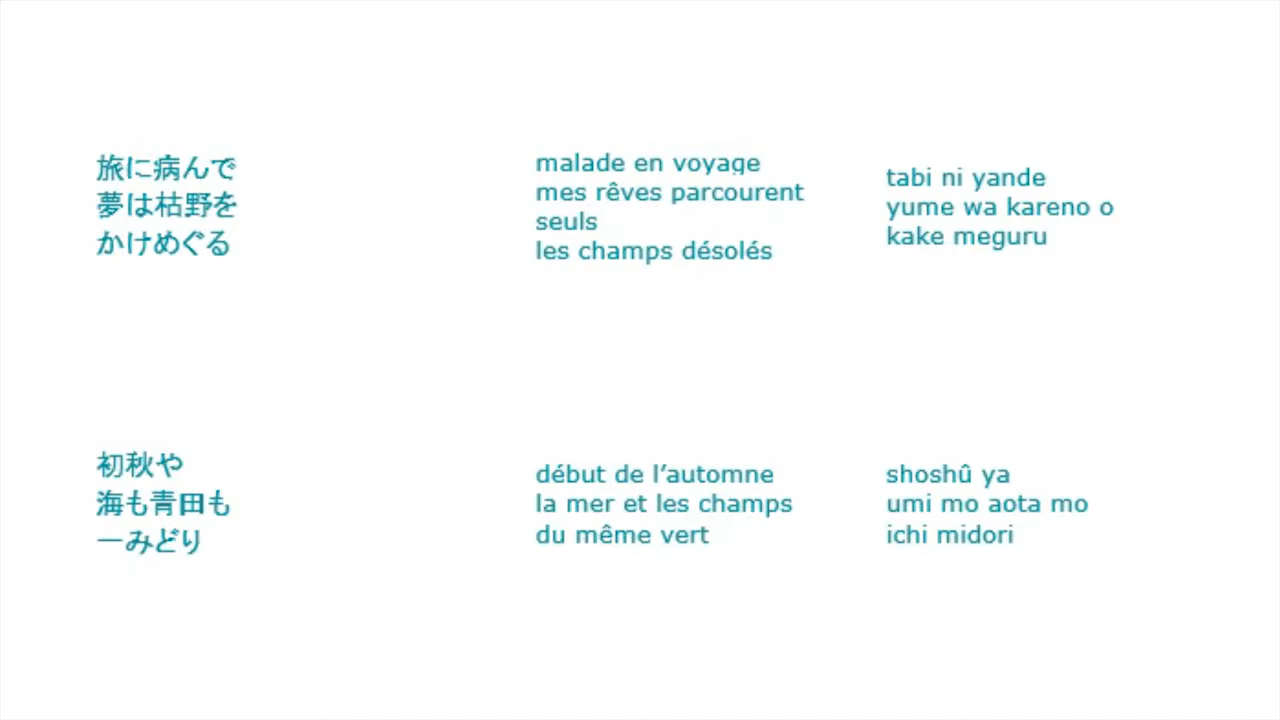 旅に病んで
夢は枯野を
かけめぐる
malade en voyage
mes rêves parcourent
seuls
les champs désolés
tabi ni yande
yume wa kareno o
kake meguru
初秋や
海も青田も
一みどり
début de l’automne
la mer et les champs
du même vert
shoshû ya
umi mo aota mo
ichi midori